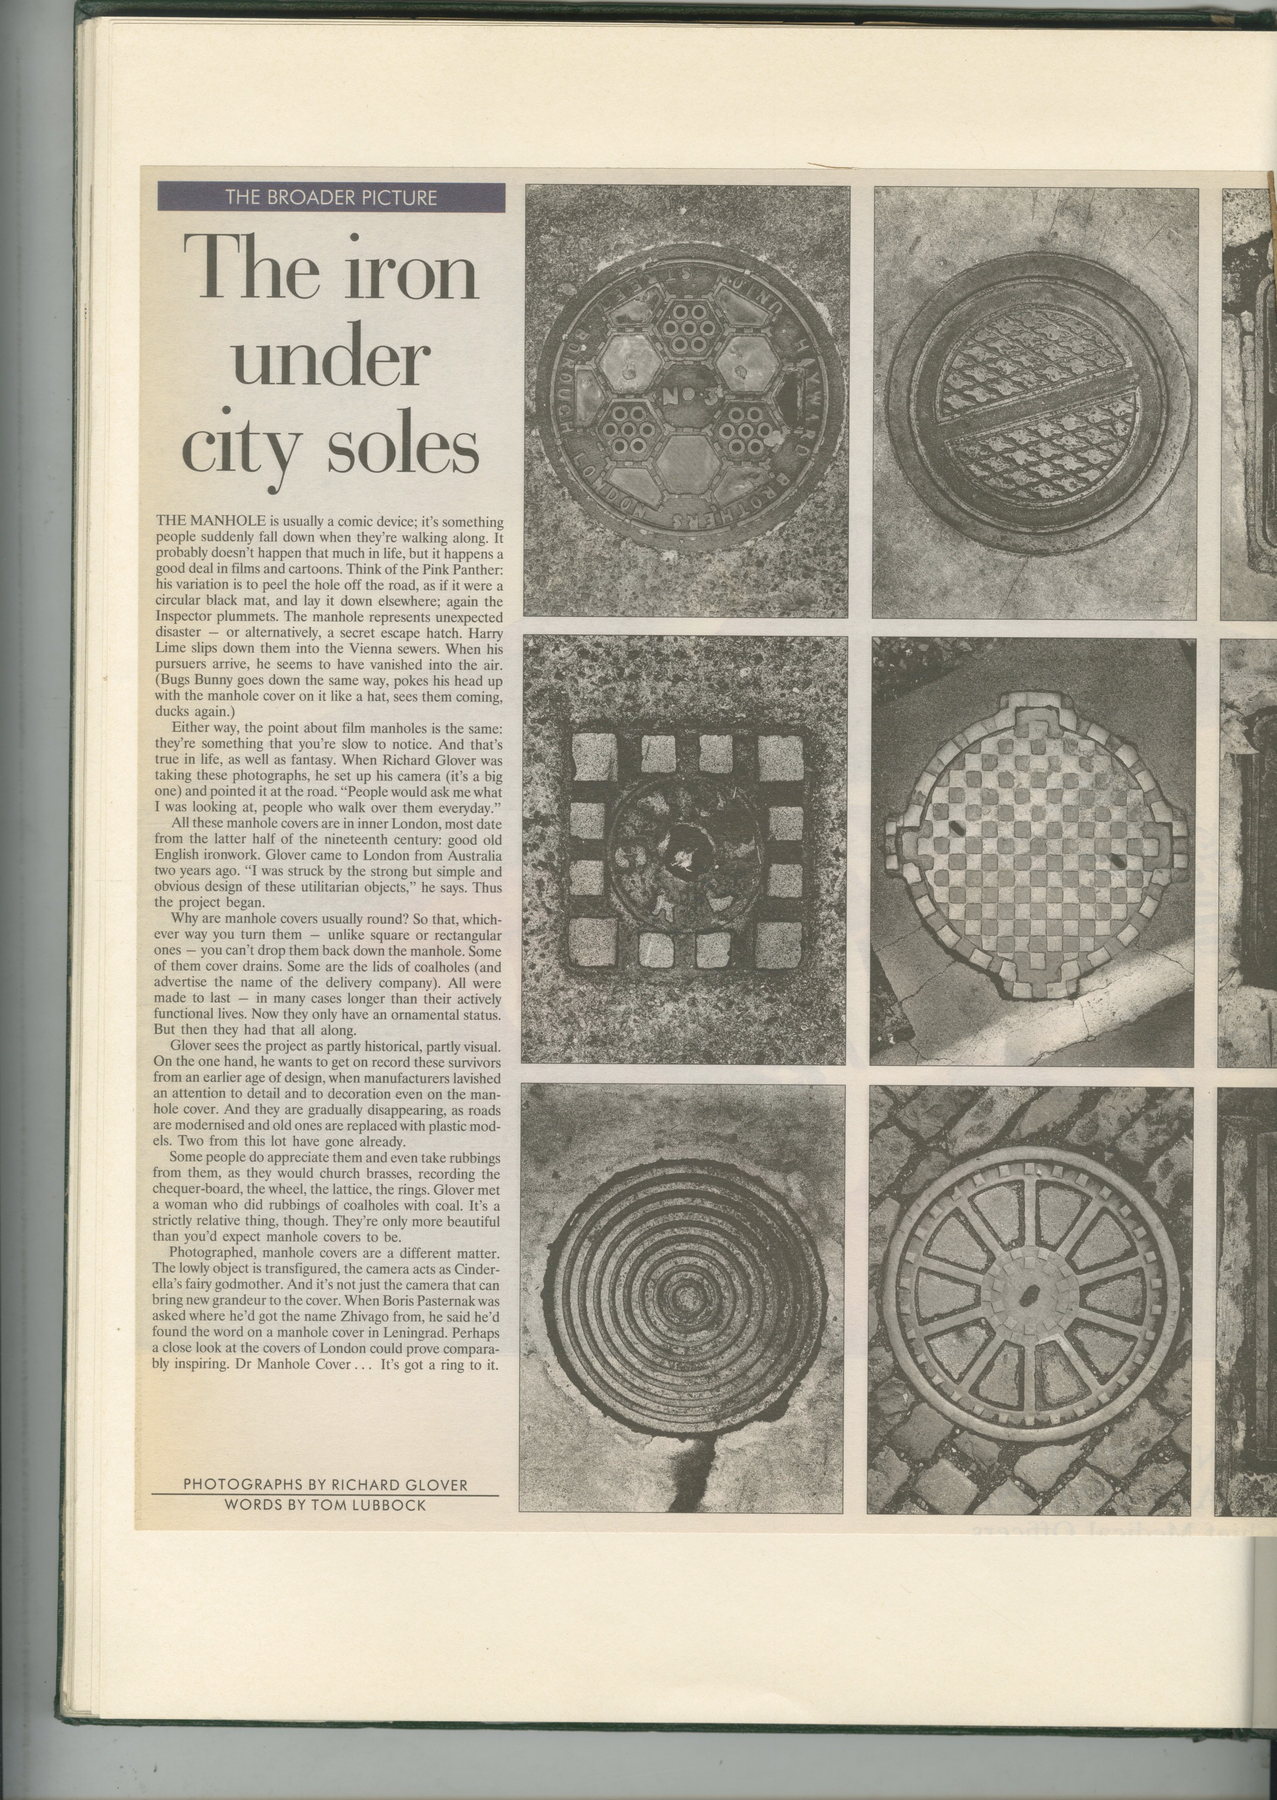 THE BROADER PICTURE
The iron
under
city soles
THE MANHOLE is usually a comic device; it's something
people suddenly fall down when they're walking along. It
probably doesn't happen that much in life, but it happens a
good deal in films and cartoons. Think of the Pink Panther:
his variation is to peel the hole off the road, as if it were a
circular black mat, and lay it down elsewhere; again the
Inspector plummets. The manhole represents unexpected
disaster — or alternatively, a secret escape hatch. Harry
Lime slips down them into the Vienna sewers. When his
pursuers arrive, he seems to have vanished into the air.
(Bugs Bunny goes down the same way, pokes his head up
with the manhole cover on it like a hat, sees them coming,
ducks again.)
Either way, the point about film manholes is the same:
they're something that you're slow to notice. And that's
true in life, as well as fantasy. When Richard Glover was
taking these photographs, he set up his camera (it's a big
one) and pointed it at the road. “People would ask me what
I was looking at, people who walk over them everyday.”
All these manhole covers are in inner London, most date
from the latter half of the nineteenth century: good old
English ironwork. Glover came to London from Australia
two years ago. “I was struck by the strong but simple and
obvious design of these utilitarian objects,” he says. Thus
the project began.
Why are manhole covers usually round? So that, which-
ever way you turn them — unlike square or rectangular
ones — you can't drop them back down the manhole. Some
of them cover drains. Some are the lids of coalholes (and
advertise the name of the delivery company). All were
made to last — in many cases longer than their actively
functional lives. Now they only have an ornamental status.
But then they had that all along.
Glover sees the project as partly historical, partly visual.
On the one hand, he wants to get on record these survivors
from an earlier age of design, when manufacturers lavished
an attention to detail and to decoration even on the man-
hole cover. And they are gradually disappearing, as roads
are modernised and old ones are replaced with plastic mod-
els. Two from this lot have gone already.
Some people do appreciate them and even take rubbings
from them, as they would church brasses, recording the
chequer-board, the wheel, the lattice, the rings. Glover met
a woman who did rubbings of coalholes with coal. It's a
strictly relative thing, though. They're only more beautiful
than you'd expect manhole covers to be.
Photographed, manhole covers are a different matter.
The lowly object is transfigured, the camera acts as Cinder-
ella's fairy godmother. And it's not just the camera that can
bring new grandeur to the cover. When Boris Pasternak was
asked where he'd got the name Zhivago from, he said he'd
found the word on a manhole cover in Leningrad. Perhaps
a close look at the covers of London could prove compara-
bly inspiring. Dr Manhole Cover . . . It's got a ring to it.
PHOTOGRAPHS BY RICHARD GLOVER
WORDS BY TOM LUBBOCK
HAYWARD BROTHERS
UNION STREET BOROUGH LONDON
No 3
Medical Officers